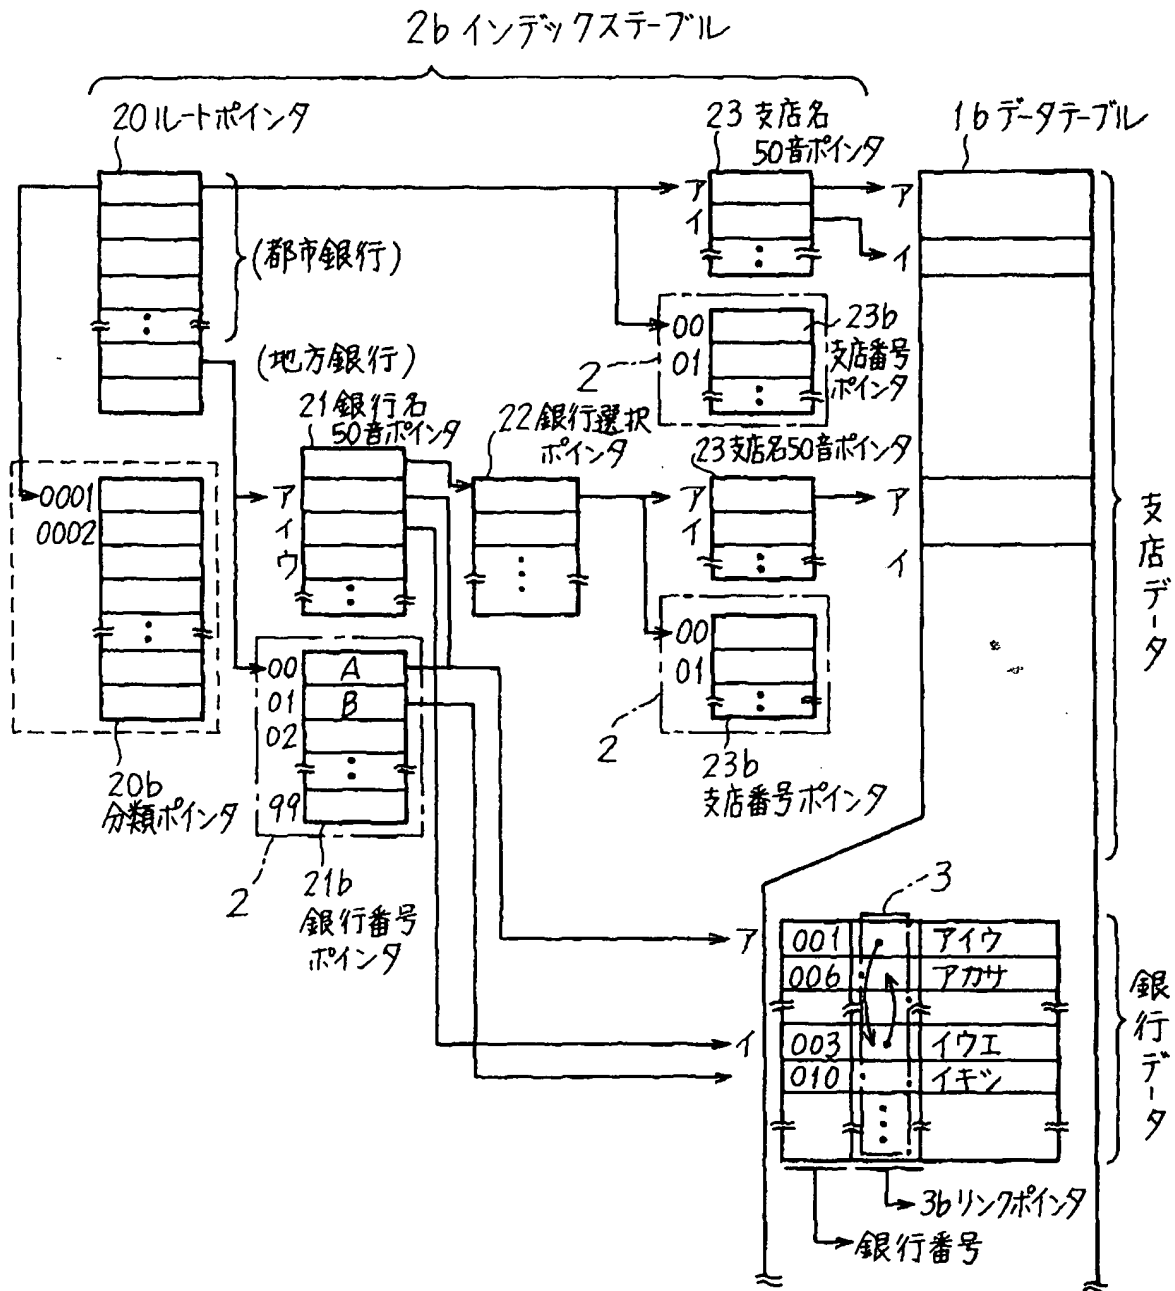 2b インデックステーブル
20 ルートポインタ
23 支店名
50音ポインタ
1b データテーブル
ア
イ
ア
イ
(都市銀行)
00
01
23b
支店番号
ポインタ
2
(地方銀行)
21 銀行名
50音ポインタ
22 銀行選択
ポインタ
23 支店名50音ポインタ
0001
0002
ア
イ
ウ
ア
イ
ア
イ
支店データ
00
01
02
99
A
B
00
01
2
23b
支店番号ポインタ
20b
分類ポインタ
2
21b
銀行番号
ポインタ
3
ア
001
アイウ
006
アカサ
イ
003
イウエ
010
イキシ
銀行データ
3b リンクポインタ
銀行番号